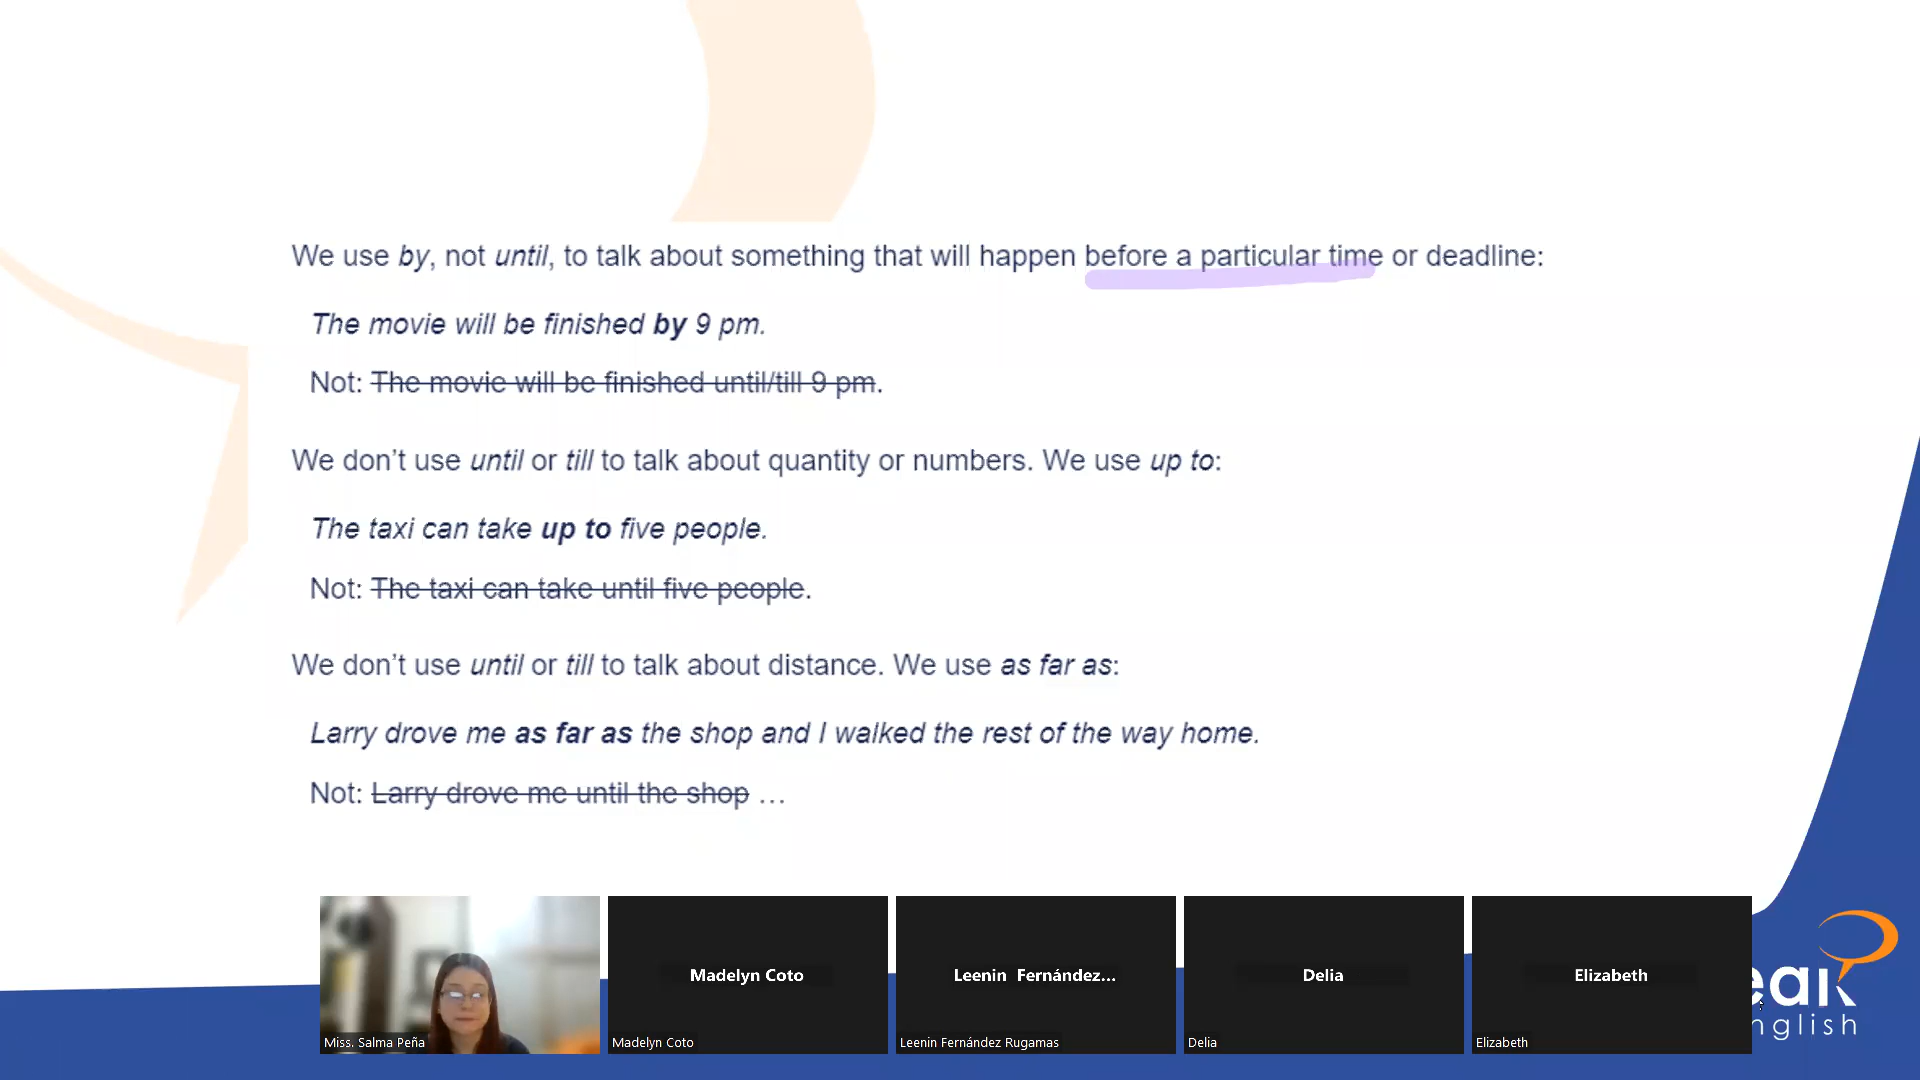 We use by, not until, to talk about something that will happen before a particular time or deadline:
The movie will be finished by 9 pm.
Not: The movie will be finished until/till 9 pm.
We don't use until or till to talk about quantity or numbers. We use up to:
The taxi can take up to five people.
Not: The taxi can take until five people.
We don't use until or till to talk about distance. We use as far as:
Larry drove me as far as the shop and I walked the rest of the way home.
Not: Larry drove me until the shop …
Madelyn Coto
Leenin Fernández...
Delia
Elizabeth
Miss. Salma Peña
Madelyn Coto
Leenin Fernández Rugamas
Delia
Elizabeth
eak
nglish